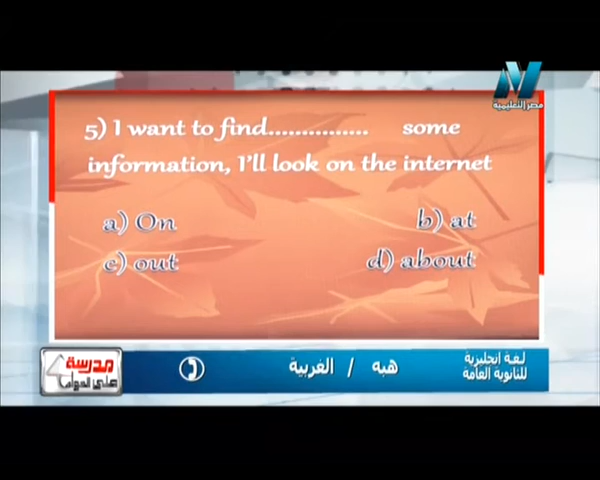 مصر التعليمية
5) I want to find............... some
information, I'll look on the internet
a) On b) at
c) out d) about
مدرسة
على الهواء
هبه / الغربية
لغة انجليزية
للثانوية العامة